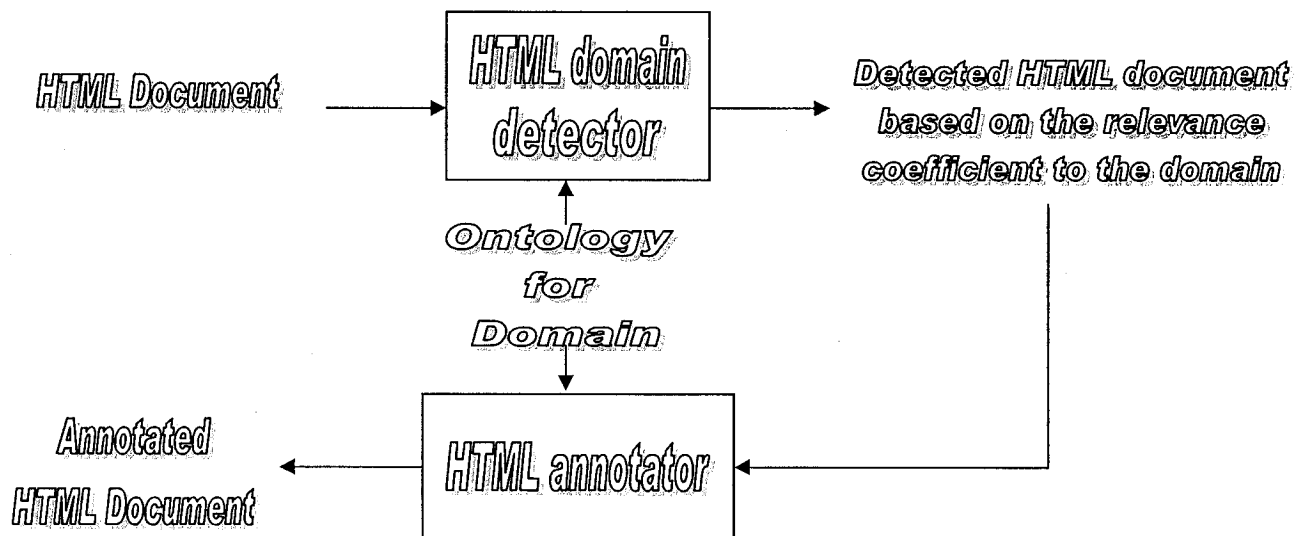 HTML Document
HTML domain
detector
Detected HTML document
based on the relevance
coefficient to the domain
Ontology
for
Domain
HTML annotator
Annotated
HTML Document